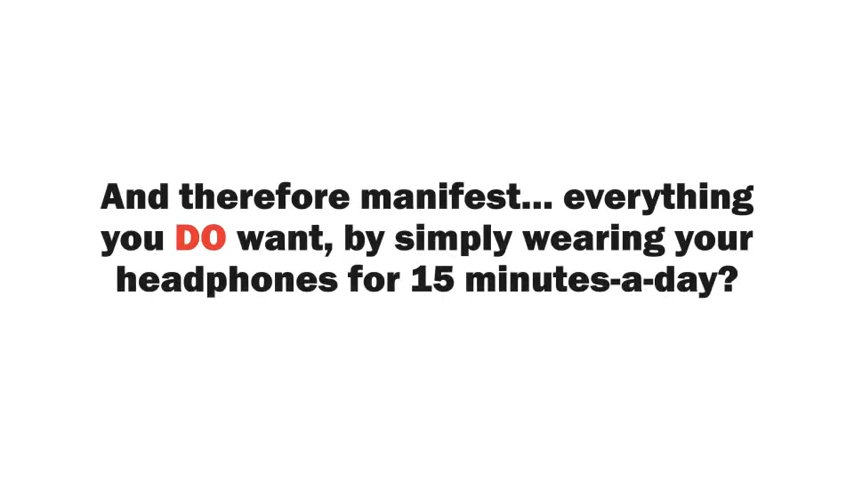 And therefore manifest... everything
you DO want, by simply wearing your
headphones for 15 minutes-a-day?